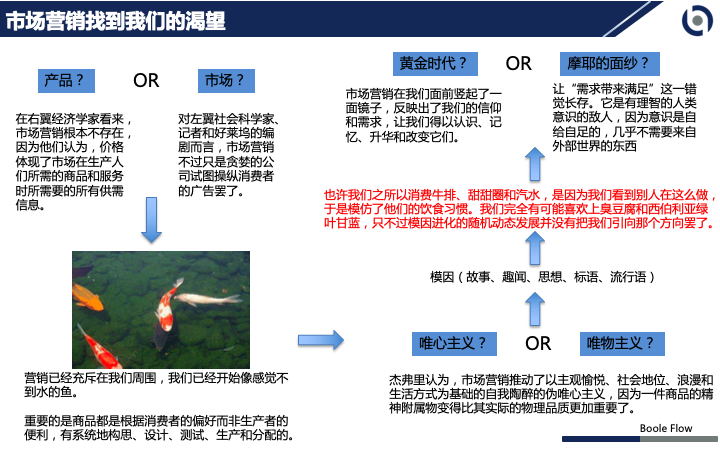 市场营销找到我们的渴望
产品？
OR
市场？
在右翼经济学家看来，
市场营销根本不存在，
因为他们认为，价格
体现了市场在生产人
们所需的商品和服务
时所需要的所有供需
信息。
对左翼社会科学家、
记者和好莱坞的编
剧而言，市场营销
不过只是贪婪的公
司试图操纵消费者
的广告罢了。
营销已经充斥在我们周围，我们已经开始像感觉不
到水的鱼。
重要的是商品都是根据消费者的偏好而非生产者的
便利，有系统地构思、设计、测试、生产和分配的。
黄金时代？
OR
摩耶的面纱？
市场营销在我们面前竖起了一
面镜子，反映出了我们的信仰
和需求，让我们得以认识、记
忆、升华和改变它们。
让“需求带来满足”这一错
觉长存。它是有理智的人类
意识的敌人，因为意识是自
给自足的，几乎不需要来自
外部世界的东西
也许我们之所以消费牛排、甜甜圈和汽水，是因为我们看到别人在这么做，
于是模仿了他们的饮食习惯。我们完全有可能喜欢上臭豆腐和西伯利亚绿
叶甘蓝，只不过模因进化的随机动态发展并没有把我们引向那个方向罢了。
模因（故事、趣闻、思想、标语、流行语）
唯心主义？
OR
唯物主义？
杰弗里认为，市场营销推动了以主观愉悦、社会地位、浪漫和
生活方式为基础的自我陶醉的伪唯心主义，因为一件商品的精
神附属物变得比其实际的物理品质更加重要了。
Boole Flow